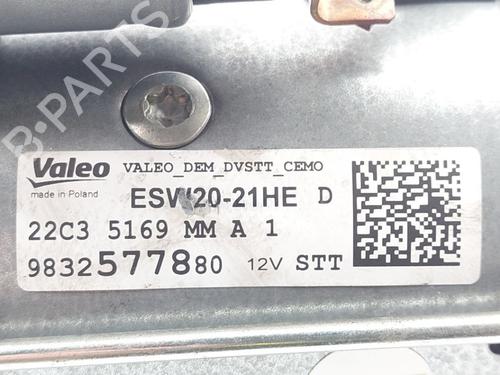 B-PARTS
Valeo VALEO_DEM_DVSTT_CEMO
made in Poland
ESW20-21HE D
22C3 5169 MM A 1
9832577880 12V STT